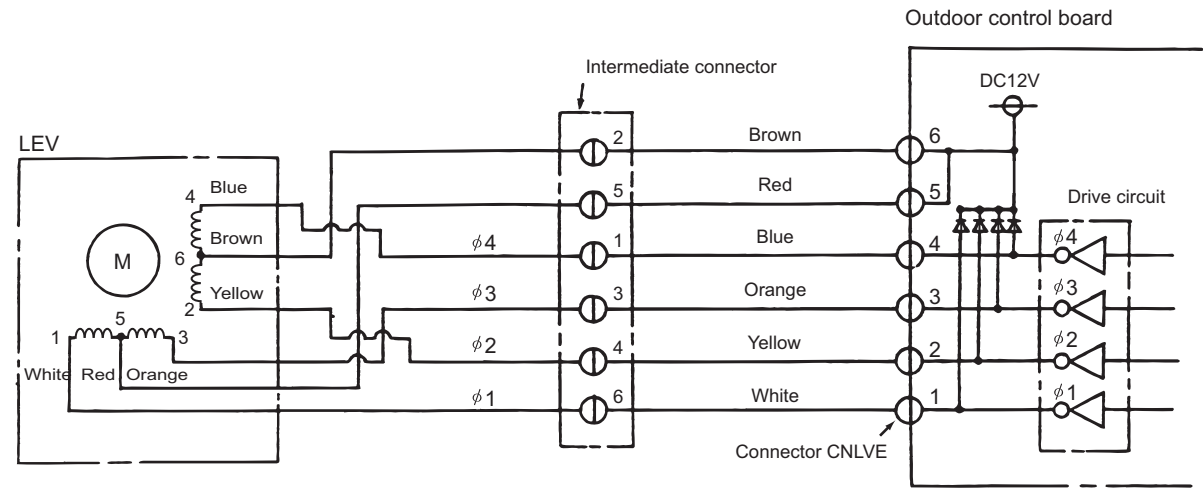 Outdoor control board
Intermediate connector
DC12V
LEV
2 Brown 6
4 Blue
5 Red 5
Drive circuit
6 Brown
φ4 1 Blue 4 φ4
M
2 Yellow
φ3 3 Orange 3 φ3
1 5 3
φ2 4 Yellow 2 φ2
White Red Orange
φ1 6 White 1 φ1
Connector CNLVE